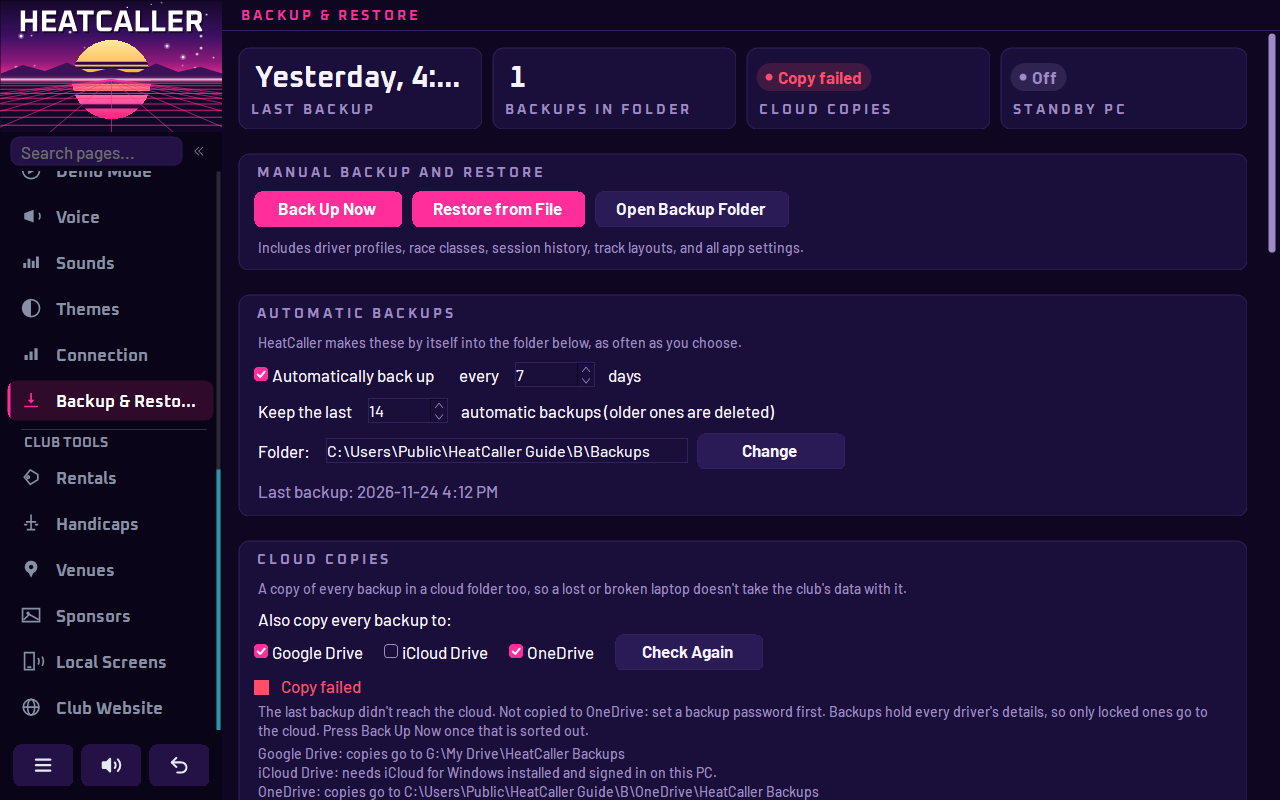 HEATCALLER
Search pages...
«
Demo Mode
Voice
Sounds
Themes
Connection
Backup & Resto...
CLUB TOOLS
Rentals
Handicaps
Venues
Sponsors
Local Screens
Club Website
BACKUP & RESTORE
Yesterday, 4:...
LAST BACKUP
1
BACKUPS IN FOLDER
Copy failed
CLOUD COPIES
Off
STANDBY PC
MANUAL BACKUP AND RESTORE
Back Up Now Restore from File Open Backup Folder
Includes driver profiles, race classes, session history, track layouts, and all app settings.
AUTOMATIC BACKUPS
HeatCaller makes these by itself into the folder below, as often as you choose.
Automatically back up every 7 days
Keep the last 14 automatic backups (older ones are deleted)
Folder: C:\Users\Public\HeatCaller Guide\B\Backups Change
Last backup: 2026-11-24 4:12 PM
CLOUD COPIES
A copy of every backup in a cloud folder too, so a lost or broken laptop doesn't take the club's data with it.
Also copy every backup to:
Google Drive iCloud Drive OneDrive Check Again
Copy failed
The last backup didn't reach the cloud. Not copied to OneDrive: set a backup password first. Backups hold every driver's details, so only locked ones go to
the cloud. Press Back Up Now once that is sorted out.
Google Drive: copies go to G:\My Drive\HeatCaller Backups
iCloud Drive: needs iCloud for Windows installed and signed in on this PC.
OneDrive: copies go to C:\Users\Public\HeatCaller Guide\B\OneDrive\HeatCaller Backups